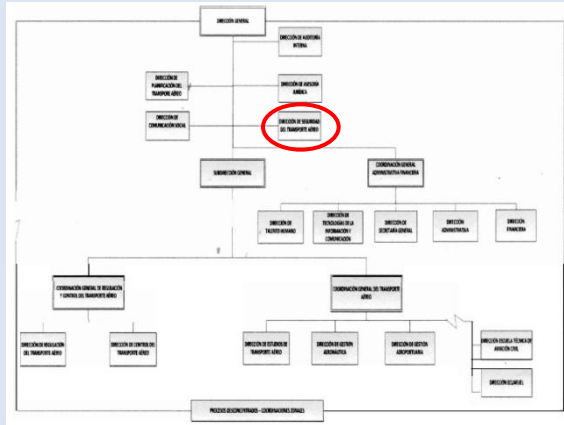 DIRECCIÓN GENERAL
DIRECCIÓN DE AUDITORÍA
INTERNA
DIRECCIÓN DE
PLANIFICACIÓN DEL
TRANSPORTE AÉREO
DIRECCIÓN DE ASESORÍA
JURÍDICA
DIRECCIÓN
DE COMUNICACIÓN SOCIAL
DIRECCIÓN DE SEGURIDAD
DEL TRANSPORTE AÉREO
SUBDIRECCIÓN GENERAL
COORDINACIÓN GENERAL
ADMINISTRATIVA FINANCIERA
DIRECCIÓN DE
TALENTO HUMANO
DIRECCIÓN DE
TECNOLOGÍAS DE LA
INFORMACIÓN Y
COMUNICACIÓN
DIRECCIÓN DE
SECRETARÍA GENERAL
DIRECCIÓN
ADMINISTRATIVA
DIRECCIÓN
FINANCIERA
COORDINACIÓN GENERAL DE REGULACIÓN
Y CONTROL DEL TRANSPORTE AÉREO
COORDINACIÓN GENERAL DEL TRANSPORTE
AÉREO
DIRECCIÓN DE REGULACIÓN
DEL TRANSPORTE AÉREO
DIRECCIÓN DE CONTROL DEL
TRANSPORTE AÉREO
DIRECCIÓN DE ESTUDIOS DE
TRANSPORTE AÉREO
DIRECCIÓN DE GESTIÓN
AERONÁUTICA
DIRECCIÓN DE GESTIÓN
AEROPORTUARIA
DIRECCIÓN ESCUELA TÉCNICA DE
AVIACIÓN CIVIL
DIRECCIÓN ECUAFUEL
PROCESOS DESCONCENTRADOS - COORDINACIONES ZONALES